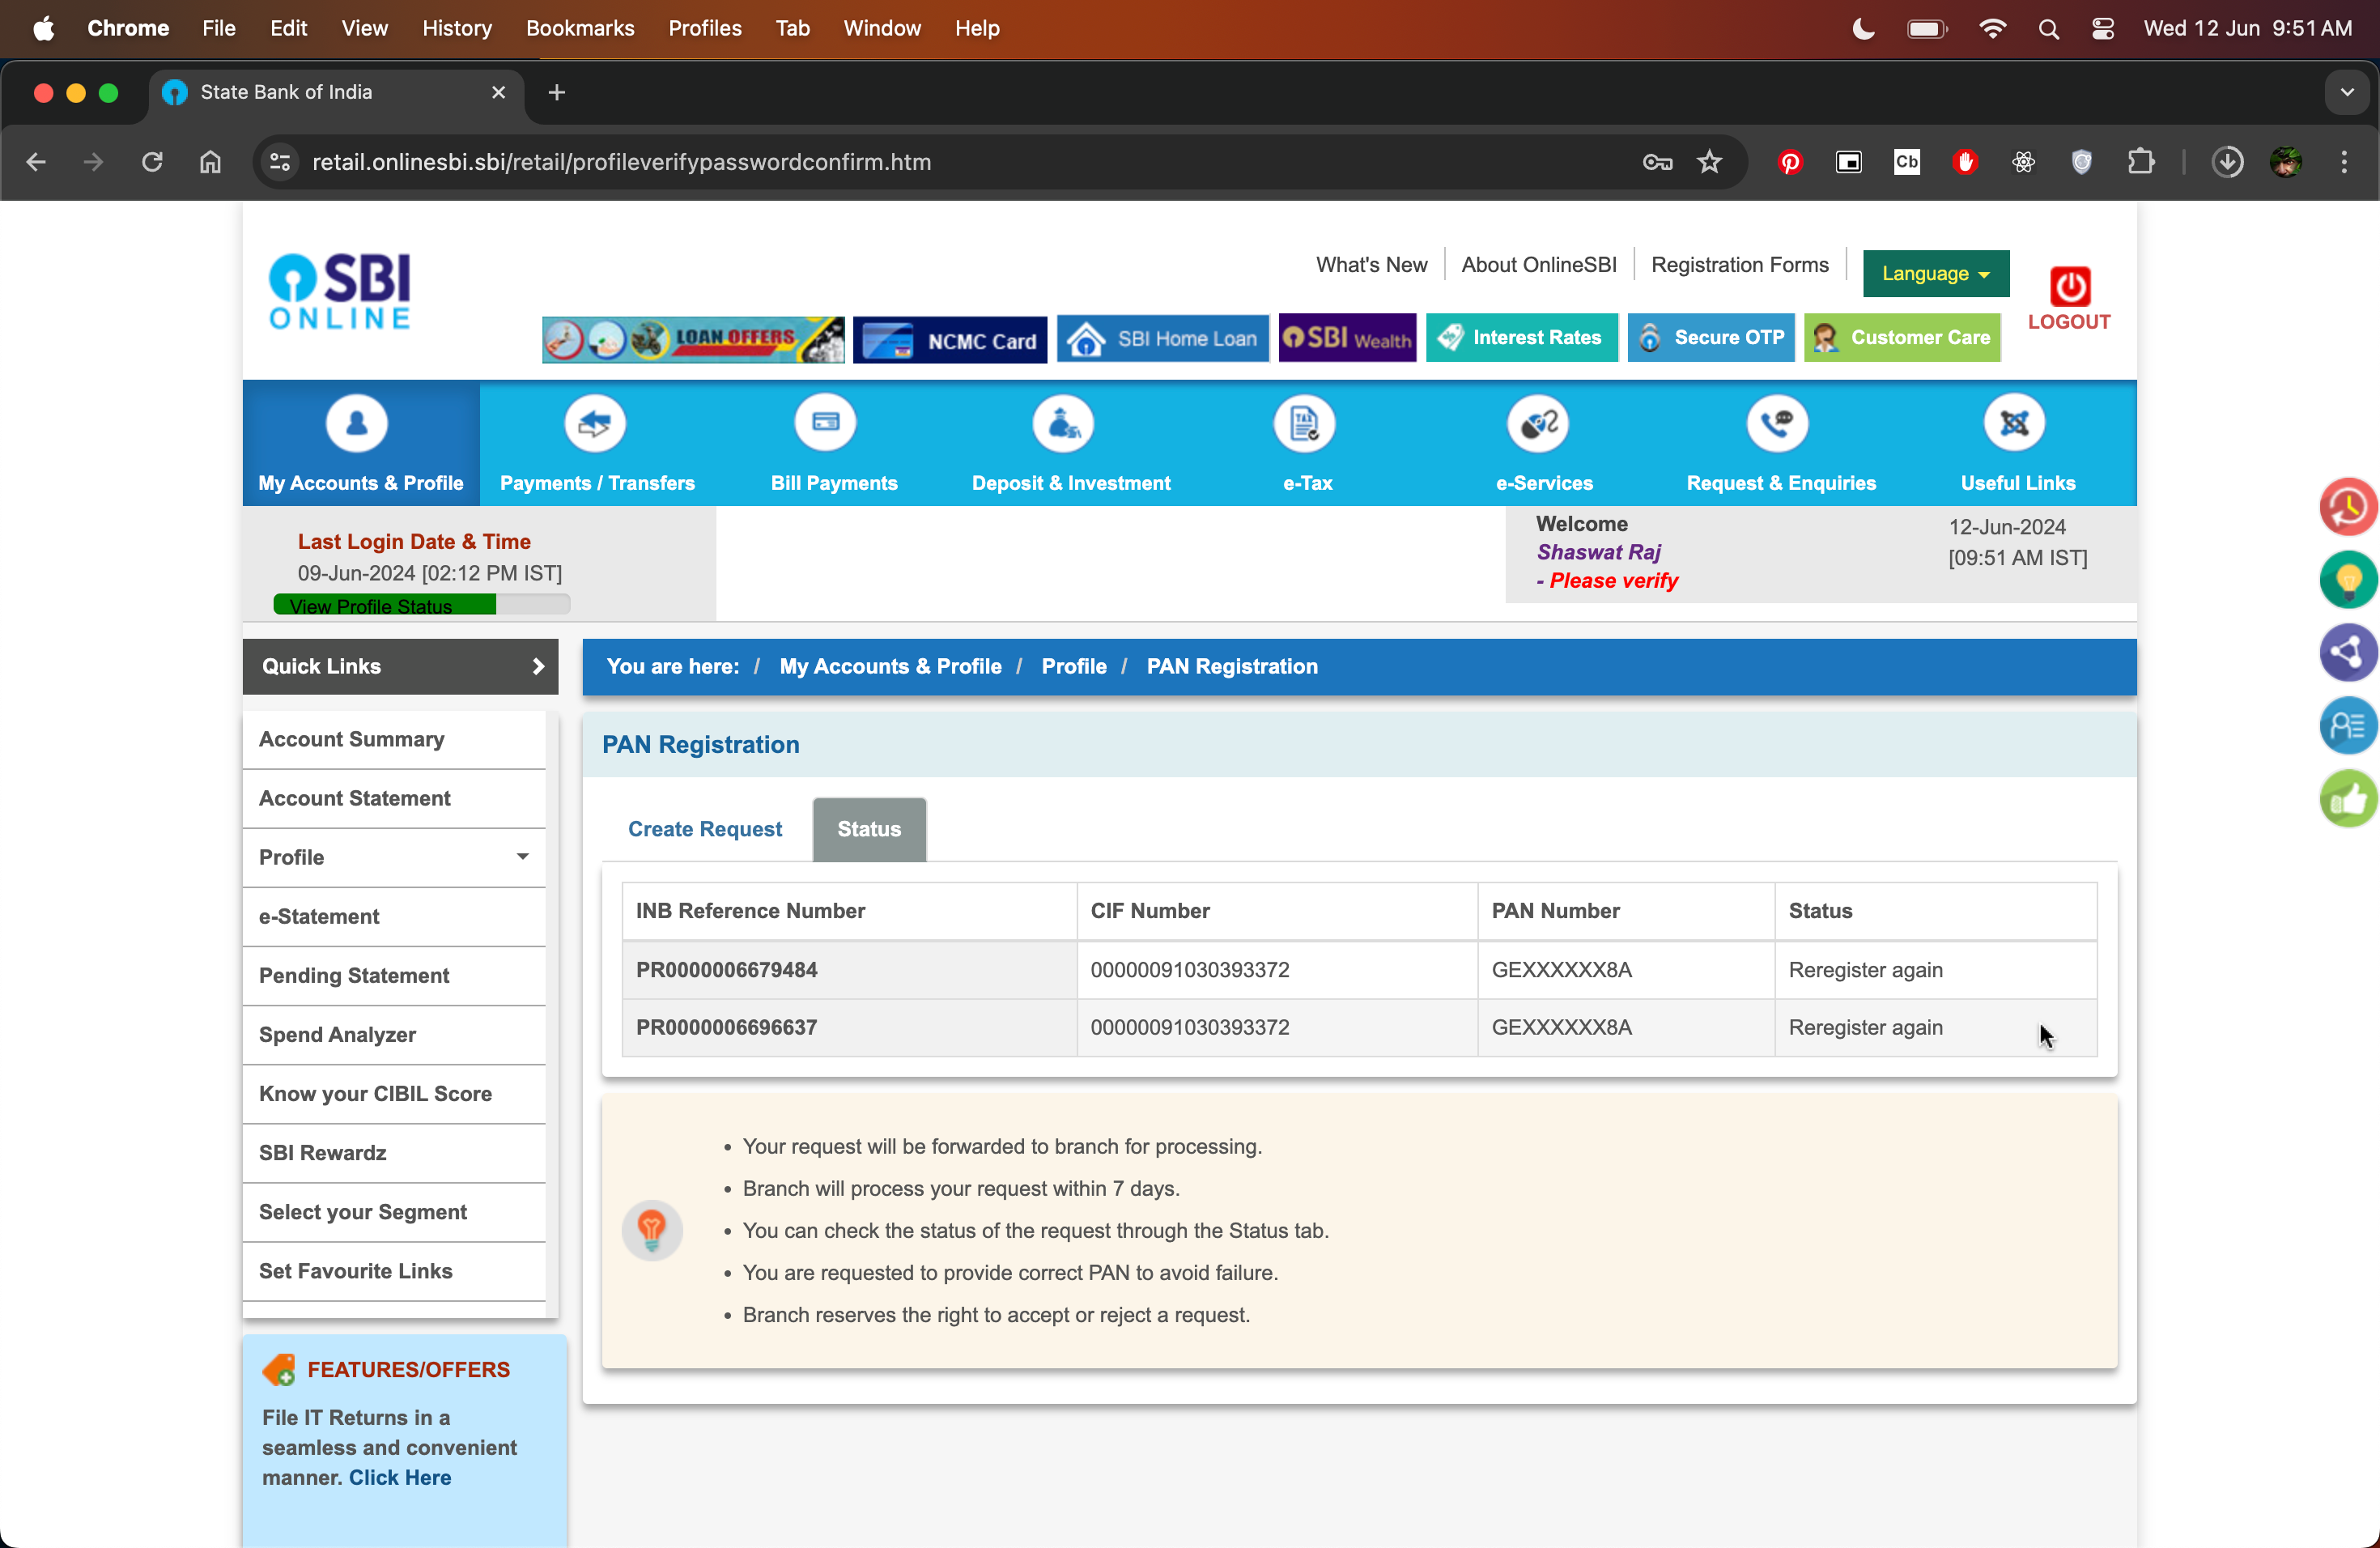 Chrome File Edit View History Bookmarks Profiles Tab Window Help Wed 12 Jun 9:51 AM
State Bank of India
retail.onlinesbi.sbi/retail/profileverifypasswordconfirm.htm
Cb
SBI
ONLINE
What's New About OnlineSBI Registration Forms Language
LOGOUT
LOAN OFFERS NCMC Card SBI Home Loan SBI Wealth Interest Rates Secure OTP Customer Care
TAX
My Accounts & Profile Payments / Transfers Bill Payments Deposit & Investment e-Tax e-Services Request & Enquiries Useful Links
Last Login Date & Time
09-Jun-2024 [02:12 PM IST]
View Profile Status
Welcome
Shaswat Raj
- Please verify
12-Jun-2024
[09:51 AM IST]
Quick Links
You are here: / My Accounts & Profile / Profile / PAN Registration
Account Summary
Account Statement
Profile
e-Statement
Pending Statement
Spend Analyzer
Know your CIBIL Score
SBI Rewardz
Select your Segment
Set Favourite Links
PAN Registration
Create Request Status
INB Reference Number CIF Number PAN Number Status
PR0000006679484 00000091030393372 GEXXXXXX8A Reregister again
PR0000006696637 00000091030393372 GEXXXXXX8A Reregister again
• Your request will be forwarded to branch for processing.
• Branch will process your request within 7 days.
• You can check the status of the request through the Status tab.
• You are requested to provide correct PAN to avoid failure.
• Branch reserves the right to accept or reject a request.
FEATURES/OFFERS
File IT Returns in a
seamless and convenient
manner. Click Here